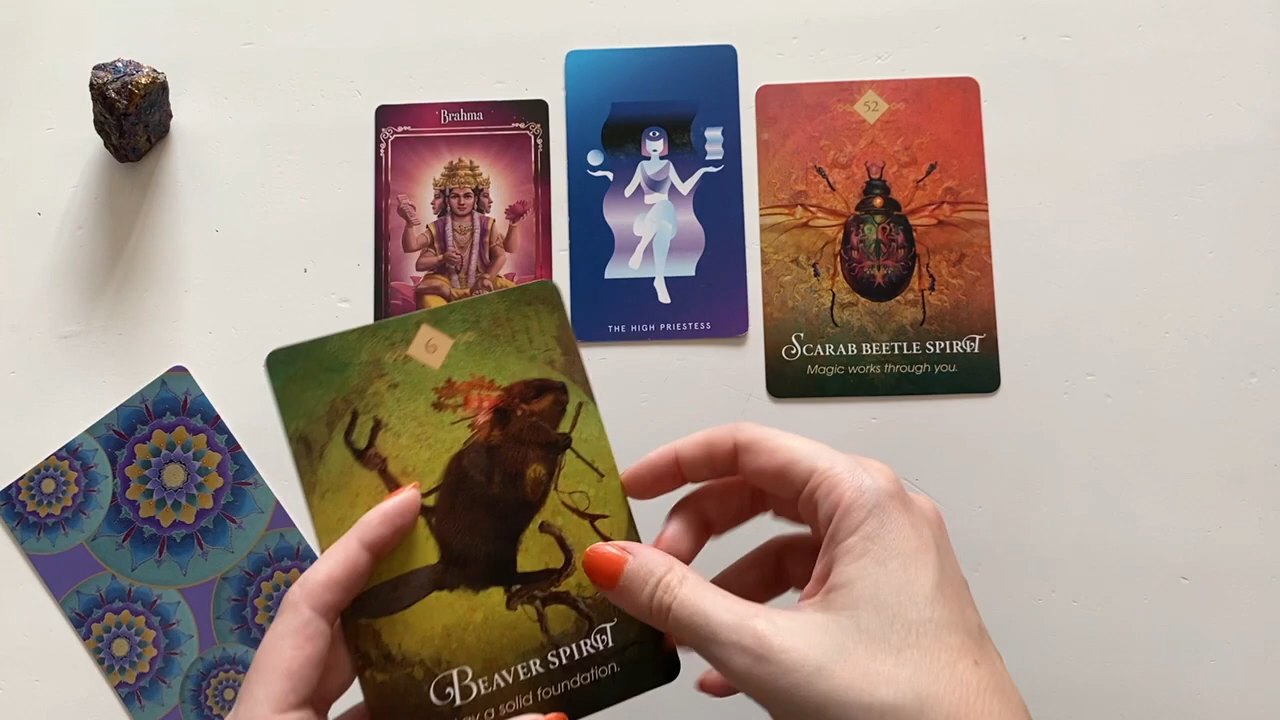 Brahma
THE HIGH PRIESTESS
52
SCARAB BEETLE SPIRIT
Magic works through you.
6
BEAVER SPIRIT
a solid foundation.